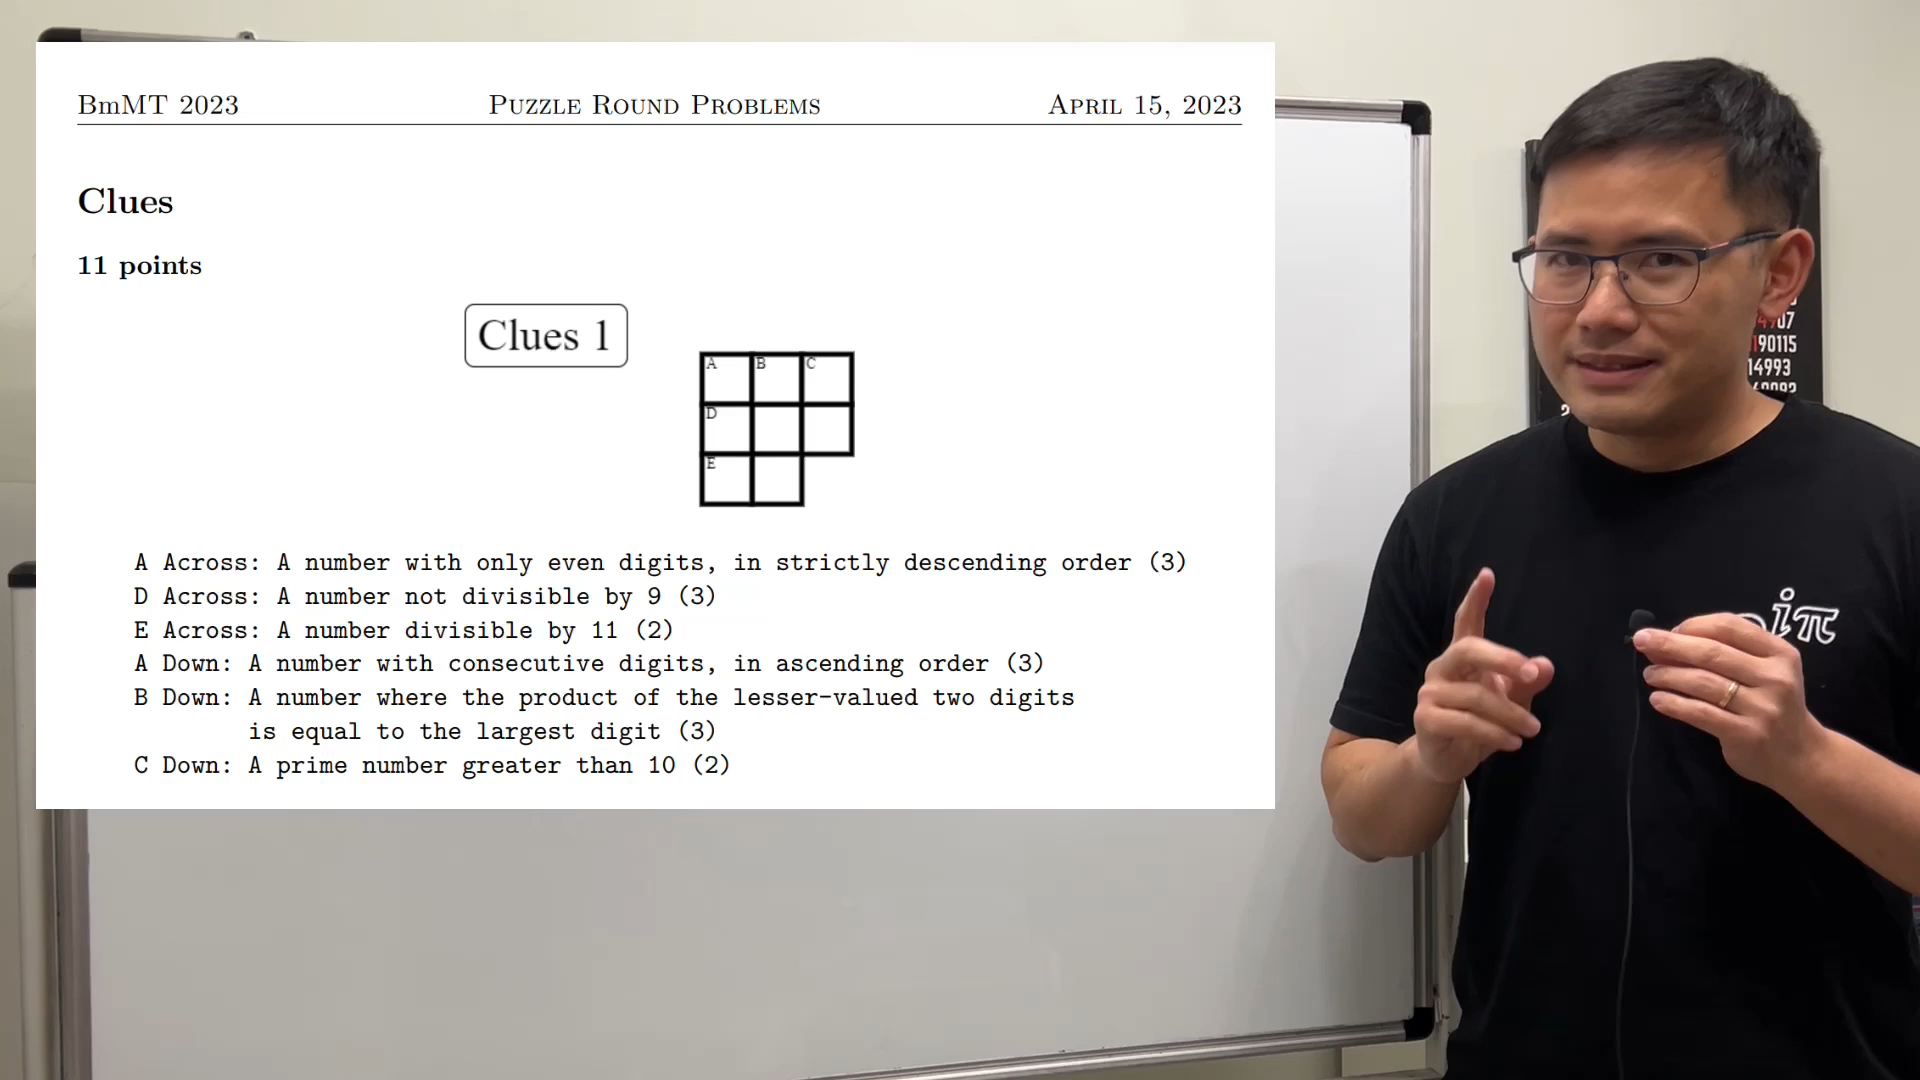 BmMT 2023 PUZZLE ROUND PROBLEMS APRIL 15, 2023
Clues
11 points
Clues 1
A B C
D
E
A Across: A number with only even digits, in strictly descending order (3)
D Across: A number not divisible by 9 (3)
E Across: A number divisible by 11 (2)
A Down: A number with consecutive digits, in ascending order (3)
B Down: A number where the product of the lesser-valued two digits
is equal to the largest digit (3)
C Down: A prime number greater than 10 (2)
90115
14993
iπ